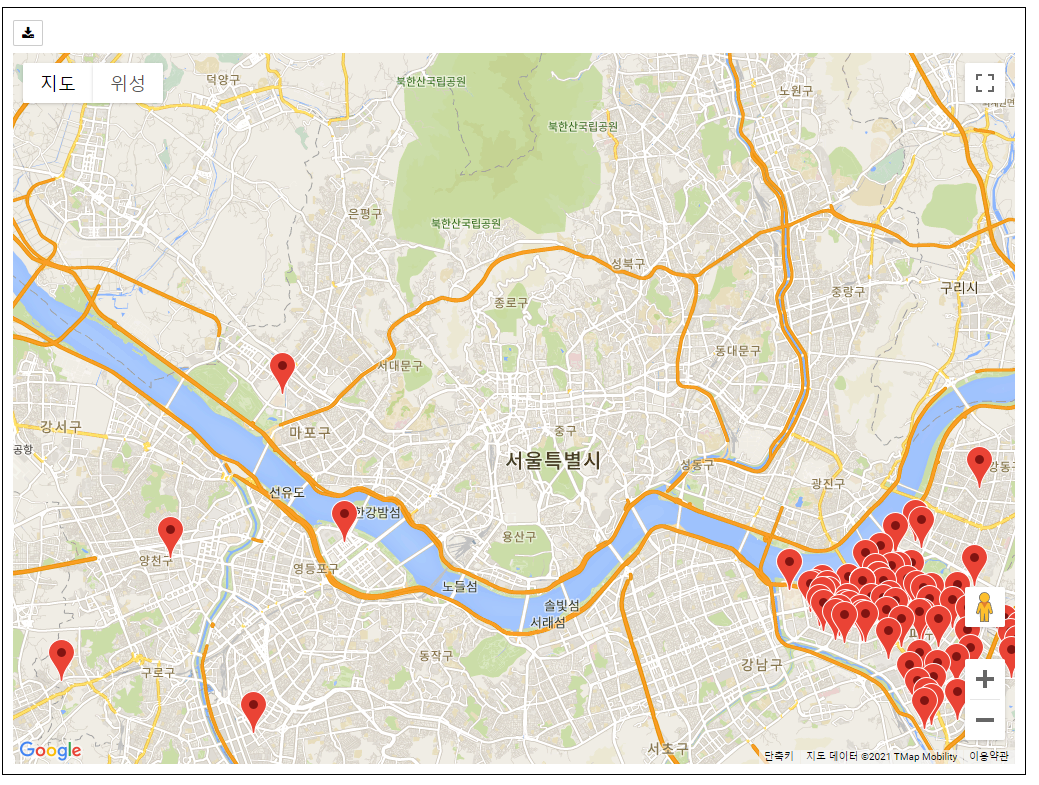 지도 위성
덕양구
북한산국립공원
노원구
북한산국립공원
은평구
북한산국립공원
성북구
구리시
중랑구
종로구
동대문구
서대문구
강서구
마포구
중구
공항
서울특별시
성동구
강동
광진구
선유도
한강밤섬
용산구
양천구
영등포구
노들섬
솔빛섬
서래섬
동작구
강남구
구로구
서초구
Google
단축키 지도 데이터 ©2021 TMap Mobility 이용약관